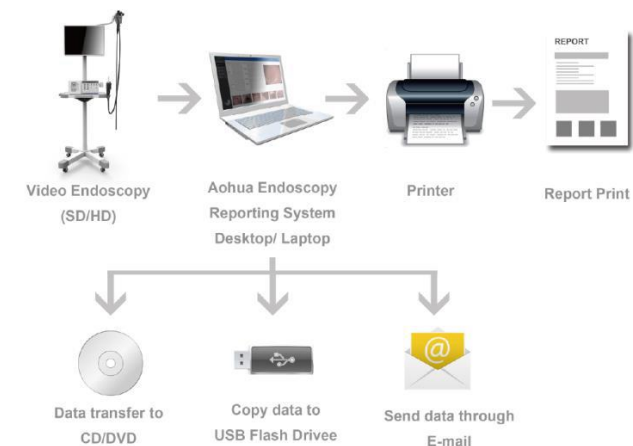 REPORT
Video Endoscopy
(SD/HD)
Aohua Endoscopy
Reporting System
Desktop/ Laptop
Printer
Report Print
@
Data transfer to
CD/DVD
Copy data to
USB Flash Drivee
Send data through
E-mail